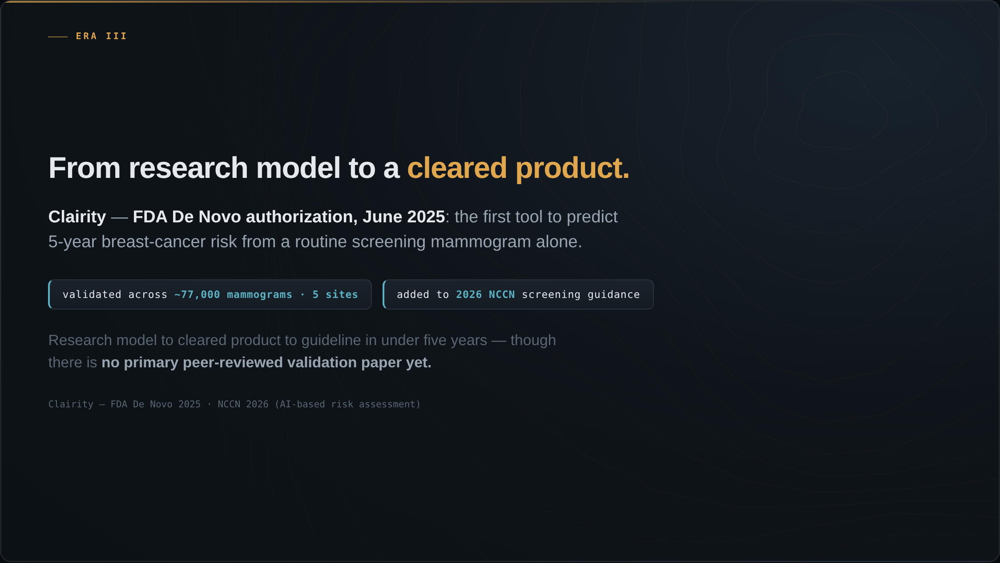 ERA III
From research model to a cleared product.
Clairity — FDA De Novo authorization, June 2025: the first tool to predict
5-year breast-cancer risk from a routine screening mammogram alone.
validated across ~77,000 mammograms · 5 sites
added to 2026 NCCN screening guidance
Research model to cleared product to guideline in under five years — though
there is no primary peer-reviewed validation paper yet.
Clairity — FDA De Novo 2025 · NCCN 2026 (AI-based risk assessment)